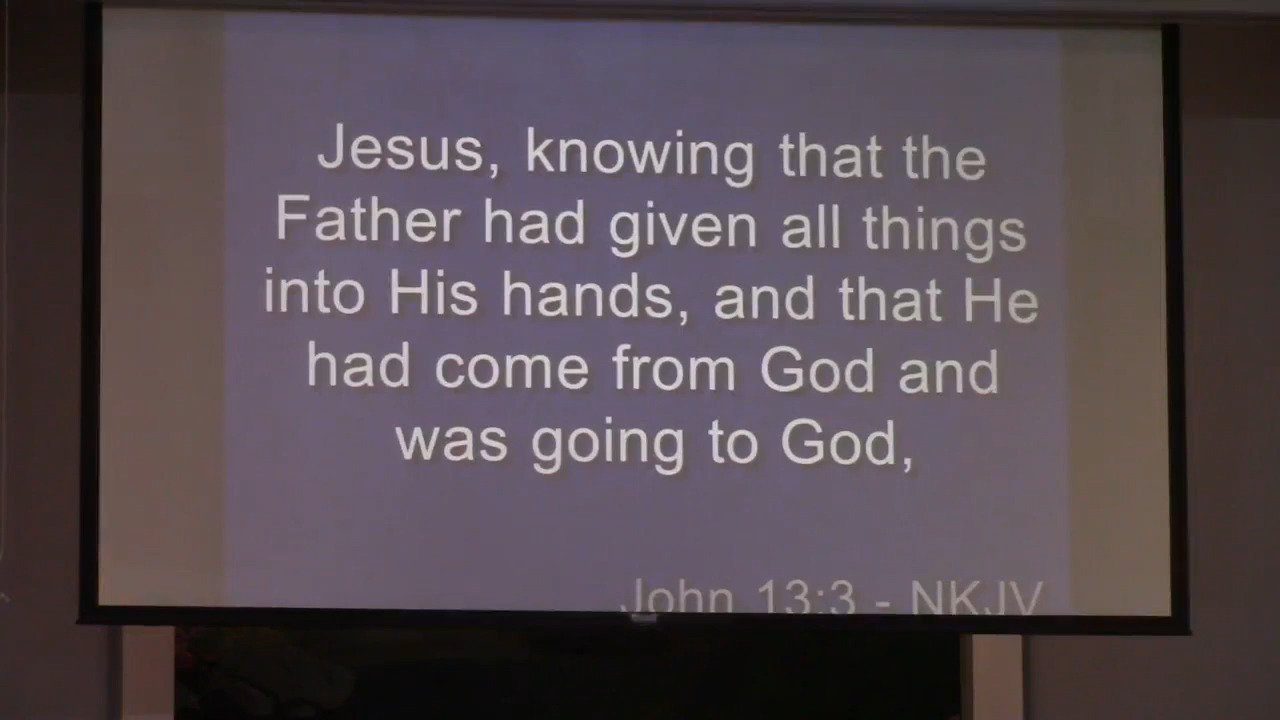 Jesus, knowing that the
Father had given all things
into His hands, and that He
had come from God and
was going to God,
John 13:3 - NKJV